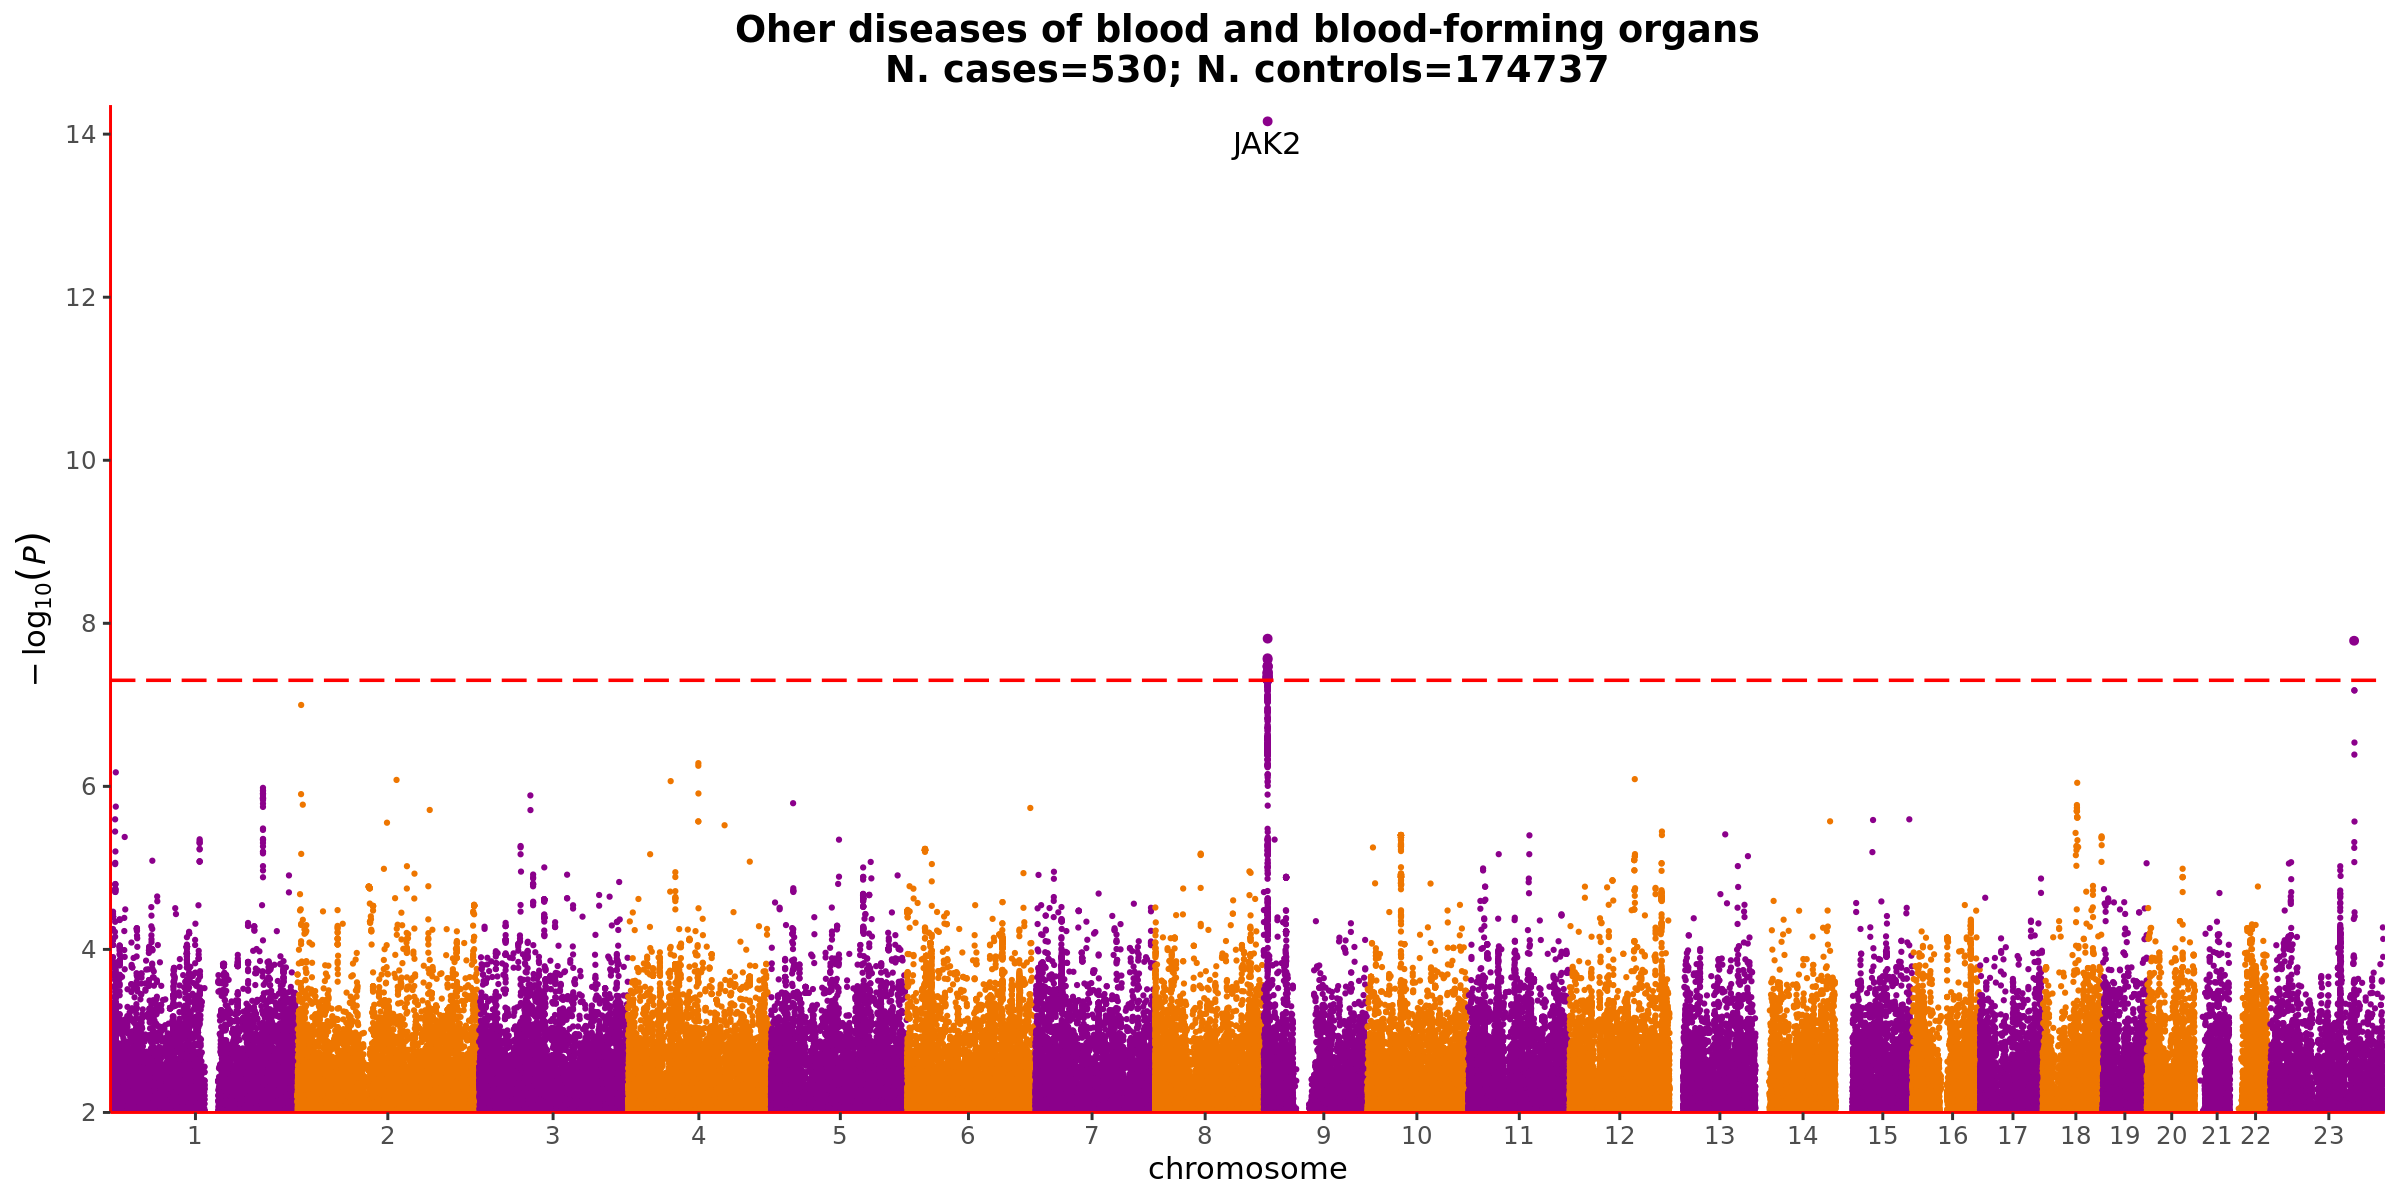 Oher diseases of blood and blood-forming organs
N. cases=530; N. controls=174737
JAK2
− log₁₀(P)
14
12
10
8
6
4
2
1 2 3 4 5 6 7 8 9 10 11 12 13 14 15 16 17 18 19 20 21 22 23
chromosome